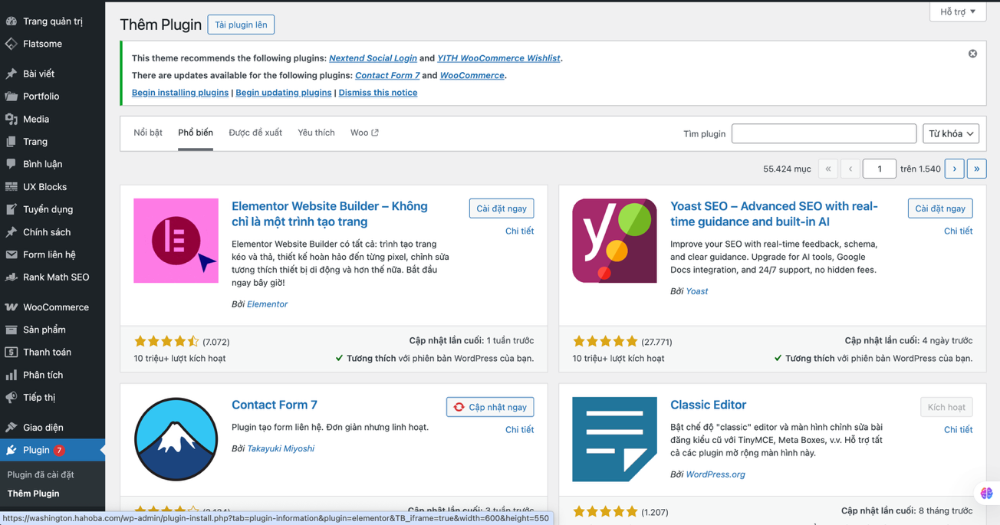 Hỗ trợ
Thêm Plugin
Tải plugin lên
This theme recommends the following plugins: Nextend Social Login and YITH WooCommerce Wishlist.
There are updates available for the following plugins: Contact Form 7 and WooCommerce.
Begin installing plugins | Begin updating plugins | Dismiss this notice
Trang quản trị
Flatsome
Bài viết
Portfolio
Media
Trang
Bình luận
UX Blocks
Tuyển dụng
Chính sách
Form liên hệ
Rank Math SEO
WooCommerce
Sản phẩm
Thanh toán
Phân tích
Tiếp thị
Giao diện
Plugin 7
Plugin đã cài đặt
Thêm Plugin
Nổi bật
Phổ biến
Được đề xuất
Yêu thích
Woo
Tìm plugin
Từ khóa
55.424 mục « ‹ 1 trên 1.540 › »
Elementor Website Builder – Không
chỉ là một trình tạo trang
Cài đặt ngay
Chi tiết
Elementor Website Builder có tất cả: trình tạo trang
kéo và thả, thiết kế hoàn hảo đến từng pixel, chỉnh sửa
tương thích thiết bị di động và hơn thế nữa. Bắt đầu
ngay bây giờ!
Bởi Elementor
(7.072)
10 triệu+ lượt kích hoạt
Cập nhật lần cuối: 1 tuần trước
Tương thích với phiên bản WordPress của bạn.
y
Yoast SEO – Advanced SEO with real-
time guidance and built-in AI
Cài đặt ngay
Chi tiết
Improve your SEO with real-time feedback, schema,
and clear guidance. Upgrade for AI tools, Google
Docs integration, and 24/7 support, no hidden fees.
Bởi Yoast
(27.771)
10 triệu+ lượt kích hoạt
Cập nhật lần cuối: 4 ngày trước
Tương thích với phiên bản WordPress của bạn.
Contact Form 7
Cập nhật ngay
Chi tiết
Plugin tạo form liên hệ. Đơn giản nhưng linh hoạt.
Bởi Takayuki Miyoshi
Cập nhật lần cuối: 3 tuần trước
Classic Editor
Kích hoạt
Chi tiết
Bật chế độ "classic" editor và màn hình chỉnh sửa bài
đăng kiểu cũ với TinyMCE, Meta Boxes, v.v. Hỗ trợ tất
cả các plugin mở rộng màn hình này.
Bởi WordPress.org
(1.207)
Cập nhật lần cuối: 8 tháng trước
https://washington.hahoba.com/wp-admin/plugin-install.php?tab=plugin-information&plugin=elementor&TB_iframe=true&width=600&height=550